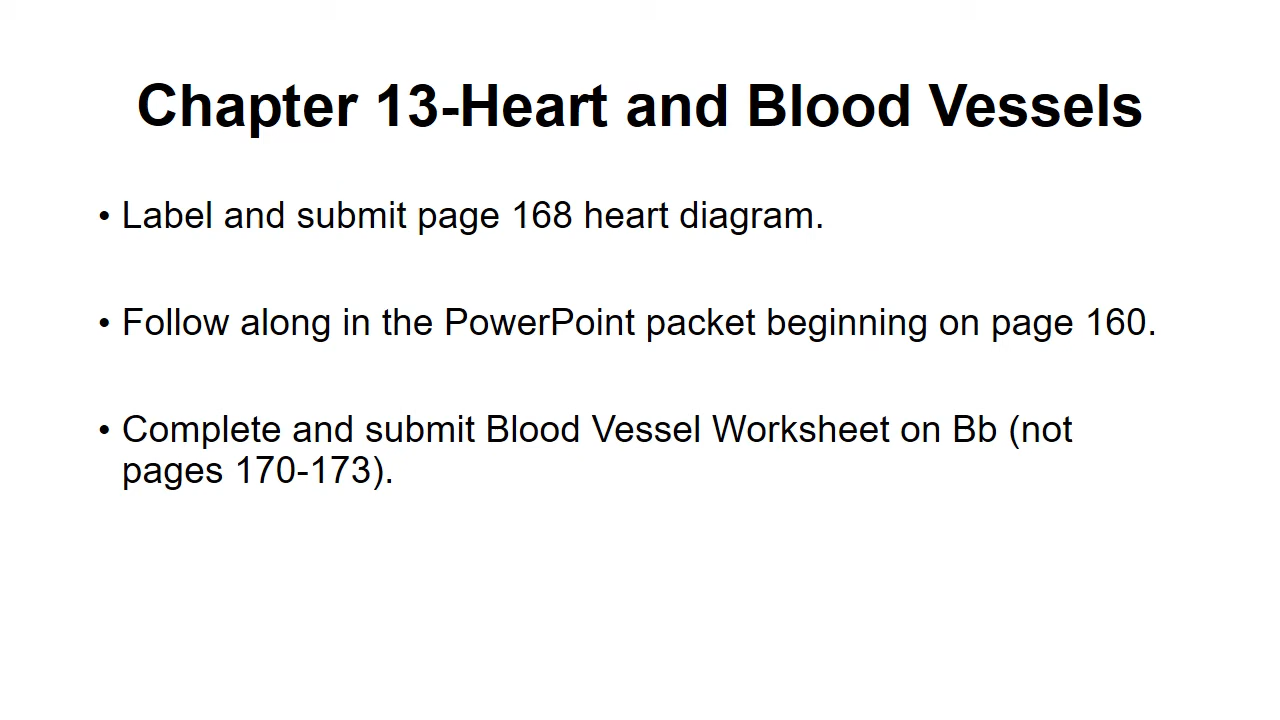 Chapter 13-Heart and Blood Vessels
• Label and submit page 168 heart diagram.
• Follow along in the PowerPoint packet beginning on page 160.
• Complete and submit Blood Vessel Worksheet on Bb (not
pages 170-173).